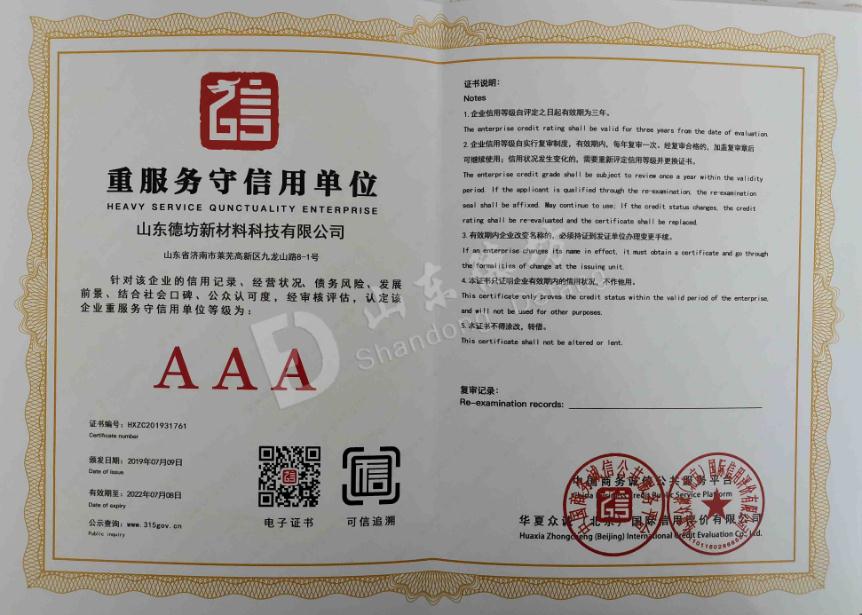 信
重服务守信用单位
HEAVY SERVICE QUNCTUALITY ENTERPRISE
山东德坊新材料科技有限公司
山东省济南市莱芜高新区九龙山路8-1号
针对该企业的信用记录、经营状况、债务风险、发展
前景、结合社会口碑、公众认可度，经审核评估，认定该
企业重服务守信用单位等级为：
AAA
证书编号：HXZC201931761
Certificate number
颁发日期：2019年07月09日
Date of issue
有效期至：2022年07月08日
Date of expiry
公示查询：www.315gov.cn
Public inquiry
电子证书
信
可信追溯
证书说明：
Notes
1.企业信用等级自评定之日起有效期为三年。
The enterprise credit rating shall be valid for three years from the date of evaluation.
2.企业信用等级自实行复审制度，有效期内，每年复审一次。经复审合格的，加盖复审章后
可继续使用；信用状况发生变化的，需要重新评定信用等级并更换证书。
The enterprise credit grade shall be subject to review once a year within the validity
period. If the applicant is qualified through the re-examination, the re-examination
seal shall be affixed. May continue to use; If the credit status changes, the credit
rating shall be re-evaluated and the certificate shall be replaced.
3.有效期内企业改变名称的，必须持证到发证单位办理变更手续。
If an enterprise changes its name in effect, it must obtain a certificate and go through
the formalities of change at the issuing unit.
4.本证书只证明企业有效期内的信用状况，不作他用。
This certificate only proves the credit status within the valid period of the enterprise,
and will not be used for other purposes.
5.本证书不得涂改，转借。
This certificate shall not be altered or lent.
复审记录：
Re-examination records:
中国商务诚信公共服务平台
Credit Public Service Platform
华夏众诚（北京）国际信用评价有限公司
Huaxia Zhongcheng (Beijing) International Credit Evaluation Co., Ltd.
山东
Shandong